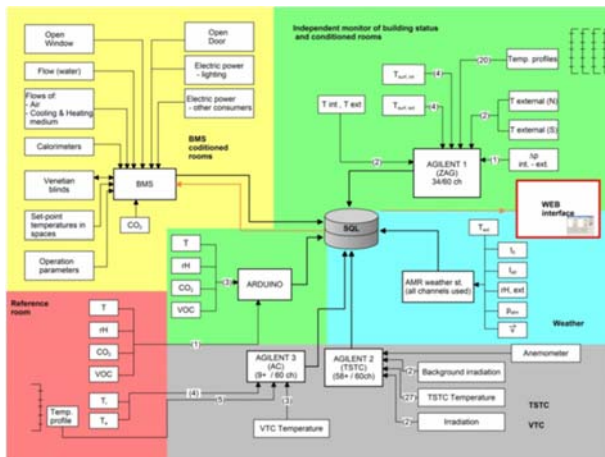 Open
Window
Flow (water)
Flows of:
- Air
- Cooling & Heating
medium
Calorimeters
Venetian
blinds
Set-point
temperatures in
spaces
Operation
parameters
Open
Door
Electric power
- lighting
Electric power
- other consumers
BMS
coditioned rooms
BMS
CO2
Independent monitor of building status
and conditioned rooms
(20)
Temp. profiles
(4)
(4)
T int , T ext
(2)
(2)
T external (N)
T external (S)
(1)
Δp
int. - ext.
AGILENT 1
(ZAG)
34/60 ch
WEB
interface
SQL
T
rH
CO2
VOC
(3)
ARDUINO
AMR weather st.
(all channels used)
rH, ext
Weather
Reference
room
T
rH
CO2
VOC
(1)
Temp.
profile
(4)
5
AGILENT 3
(AC)
(9+ / 60 ch)
(3)
VTC Temperature
AGILENT 2
(TSTC)
(58+ / 60ch)
Anemometer
(2)
Background irradiation
(27)
TSTC Temperature
(2)
Irradiation
TSTC
VTC